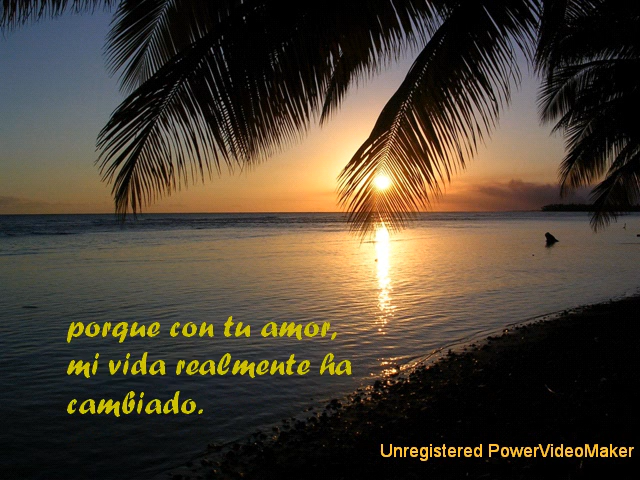 porque con tu amor,
mi vida realmente ha
cambiado.
Unregistered PowerVideoMaker